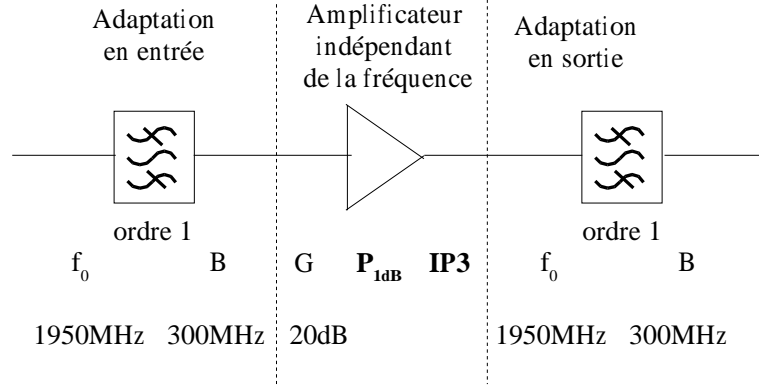 Adaptation
en entrée
Amplificateur
indépendant
de la fréquence
Adaptation
en sortie
ordre 1
ordre 1
f0 B G P1dB IP3 f0 B
1950MHz 300MHz 20dB 1950MHz 300MHz